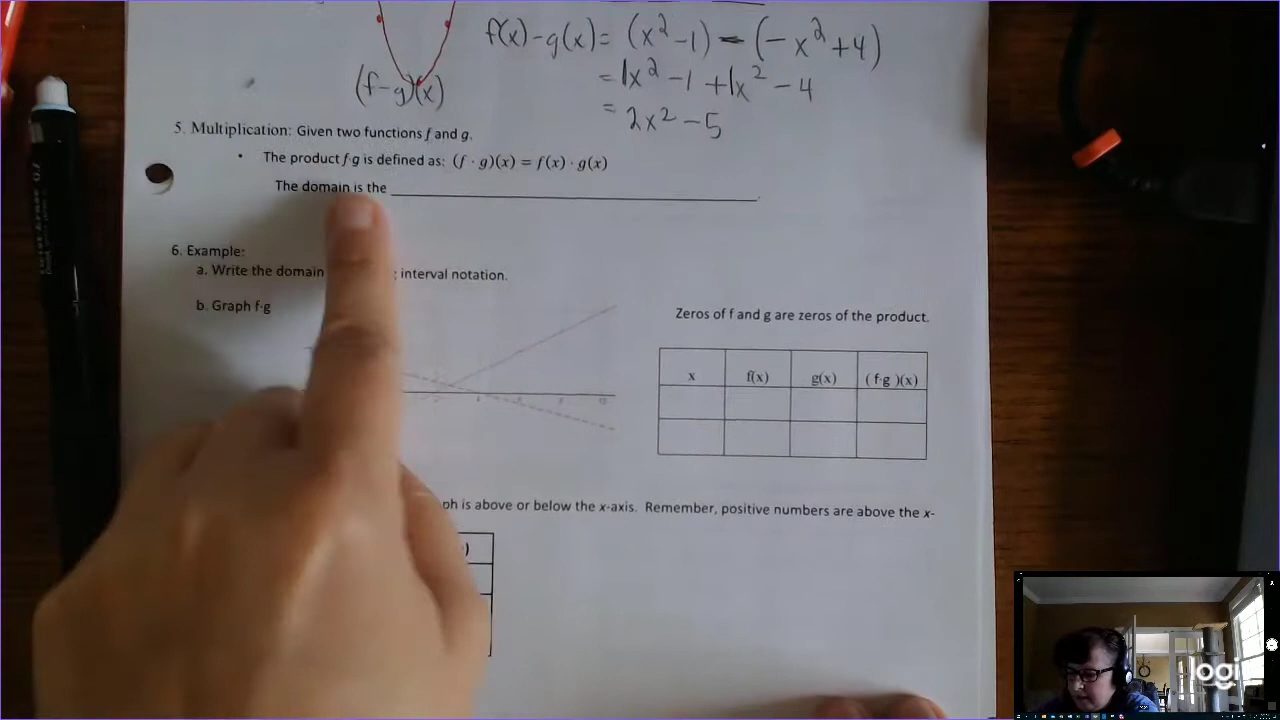 f(x)-g(x)= (x²-1) - (-x²+4)
= 1x² -1 + 1x² - 4
(f-g)(x)
= 2x² - 5
5. Multiplication: Given two functions f and g.
• The product f·g is defined as: (f · g)(x) = f(x) · g(x)
The domain is the
6. Example:
a. Write the domain interval notation.
b. Graph f·g
Zeros of f and g are zeros of the product.
x f(x) g(x) (f·g)(x)
is above or below the x-axis. Remember, positive numbers are above the x-
logi